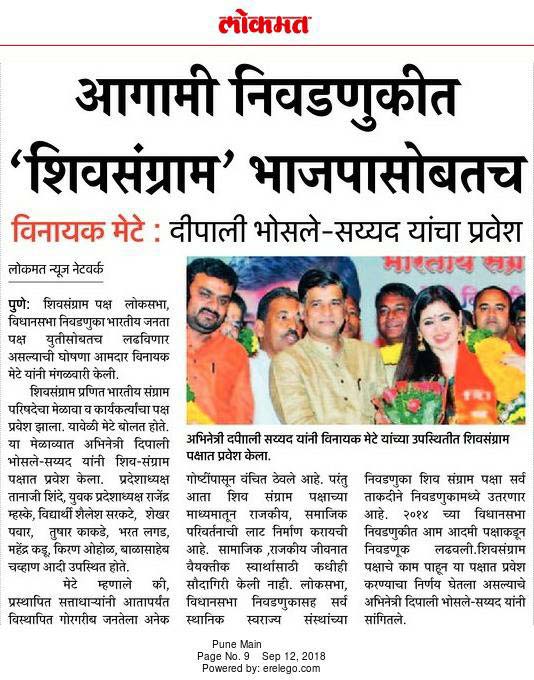 लोकमत
आगामी निवडणुकीत
‘शिवसंग्राम’ भाजपासोबतच
विनायक मेटे : दीपाली भोसले-सय्यद यांचा प्रवेश
लोकमत न्यूज नेटवर्क
पुणे: शिवसंग्राम पक्ष लोकसभा,
विधानसभा निवडणुका भारतीय जनता
पक्ष युतीसोबतच लढविणार
असल्याची घोषणा आमदार विनायक
मेटे यांनी मंगळवारी केली.
शिवसंग्राम प्रणित भारतीय संग्राम
परिषदेचा मेळावा व कार्यकर्त्यांचा पक्ष
प्रवेश झाला. यावेळी मेटे बोलत होते.
या मेळाव्यात अभिनेत्री दिपाली
भोसले-सय्यद यांनी शिव-संग्राम
पक्षात प्रवेश केला. प्रदेशाध्यक्ष
तानाजी शिंदे, युवक प्रदेशाध्यक्ष राजेंद्र
म्हस्के, विद्यार्थी शैलेश सरकटे, शेखर
पवार, तुषार काकडे, भरत लगड,
महेंद्र कडू, किरण ओहोळ, बाळासाहेब
चव्हाण आदी उपस्थित होते.
मेटे म्हणाले की,
प्रस्थापित सत्ताधाऱ्यांनी आतापर्यंत
विस्थापित गोरगरीब जनतेला अनेक
भारतीय संग्र
अभिनेत्री दपीाली सय्यद यांनी विनायक मेटे यांच्या उपस्थितीत शिवसंग्राम
पक्षात प्रवेश केला.
गोष्टींपासून वंचित ठेवले आहे. परंतु
आता शिव संग्राम पक्षाच्या
माध्यमातून राजकीय, समाजिक
परिवर्तनाची लाट निर्माण करायची
आहे. सामाजिक ,राजकीय जीवनात
वैयक्तीक स्वार्थासाठी कधीही
सौदागिरी केली नाही. लोकसभा,
विधानसभा निवडणुकासह सर्व
स्थानिक स्वराज्य संस्थांच्या
निवडणुका शिव संग्राम पक्षा सर्व
ताकदीने निवडणुकामध्ये उतरणार
आहे. २०१४ च्या विधानसभा
निवडणुकीत आम आदमी पक्षाकडून
निवडणूक लढवली.शिवसंग्राम
पक्षाचे काम पाहून या पक्षात प्रवेश
करण्याचा निर्णय घेतला असल्याचे
अभिनेत्री दिपाली भोसले-सय्यद यांनी
सांगितले.
Pune Main
Page No. 9 Sep 12, 2018
Powered by: erelego.com